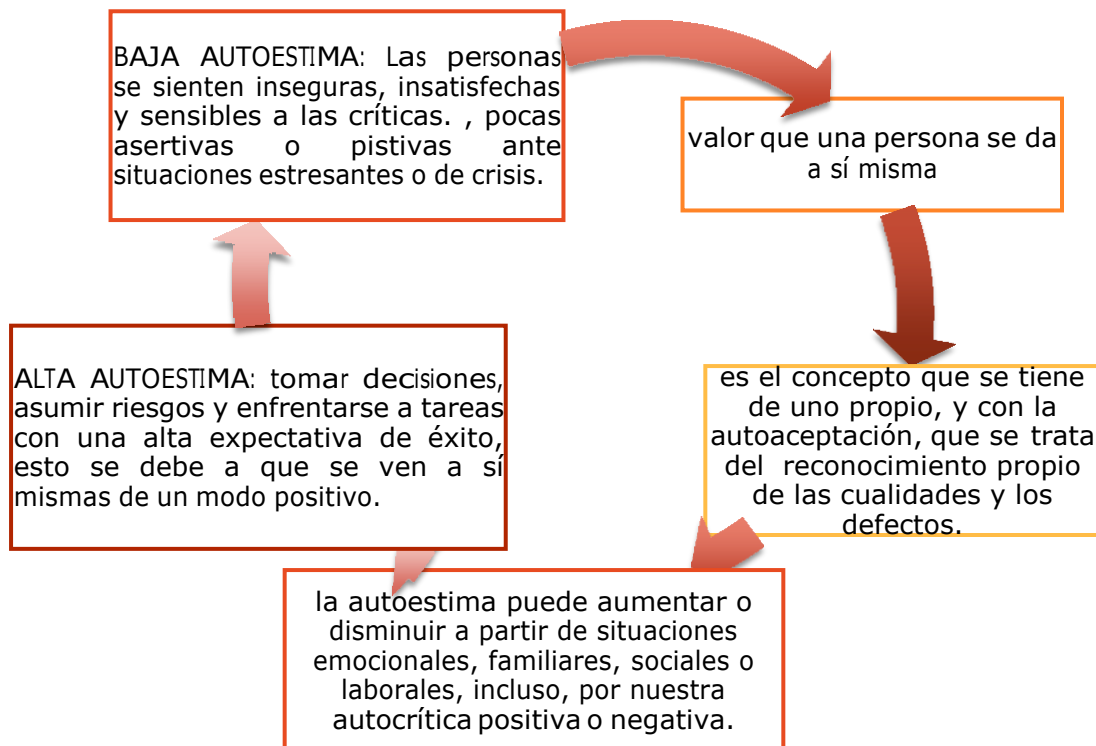 BAJA AUTOESTIMA: Las personas
se sienten inseguras, insatisfechas
y sensibles a las críticas. , pocas
asertivas o pistivas ante
situaciones estresantes o de crisis.
valor que una persona se da
a sí misma
es el concepto que se tiene
de uno propio, y con la
autoaceptación, que se trata
del reconocimiento propio
de las cualidades y los
defectos.
la autoestima puede aumentar o
disminuir a partir de situaciones
emocionales, familiares, sociales o
laborales, incluso, por nuestra
autocrítica positiva o negativa.
ALTA AUTOESTIMA: tomar decisiones,
asumir riesgos y enfrentarse a tareas
con una alta expectativa de éxito,
esto se debe a que se ven a sí
mismas de un modo positivo.